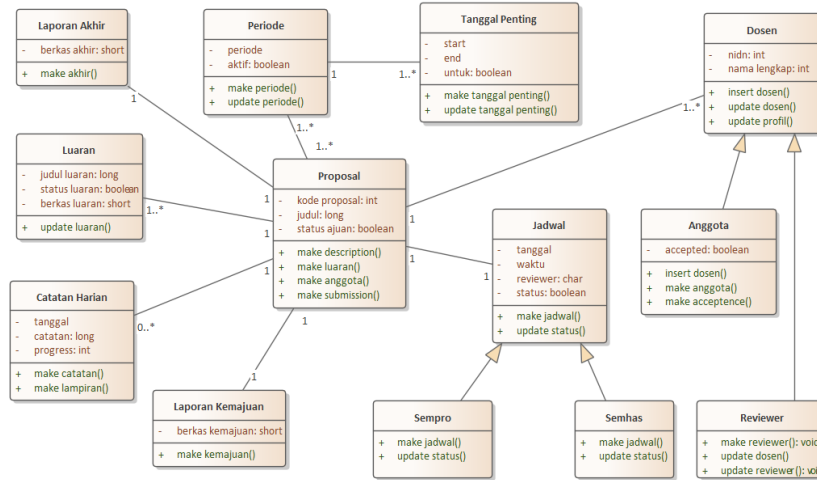 Laporan Akhir
- berkas akhir: short
+ make akhir()
Periode
- periode
- aktif: boolean
+ make periode()
+ update periode()
Tanggal Penting
- start
- end
- untuk: boolean
+ make tanggal penting()
+ update tanggal penting()
Dosen
- nidn: int
- nama lengkap: int
+ insert dosen()
+ update dosen()
+ update profil()
1
1..*
1
1..*
1..*
1..*
Luaran
- judul luaran: long
- status luaran: boolean
- berkas luaran: short
+ update luaran()
1..*
Proposal
- kode proposal: int
- judul: long
- status ajuan: boolean
+ make description()
+ make luaran()
+ make anggota()
+ make submission()
1
1
1
1
1
1
Jadwal
- tanggal
- waktu
- reviewer: char
- status: boolean
+ make jadwal()
+ update status()
1
Anggota
- accepted: boolean
+ insert dosen()
+ make anggota()
+ make acceptence()
Catatan Harian
- tanggal
- catatan: long
- progress: int
+ make catatan()
+ make lampiran()
0..*
1
Laporan Kemajuan
- berkas kemajuan: short
+ make kemajuan()
Sempro
+ make jadwal()
+ update status()
Semhas
+ make jadwal()
+ update status()
Reviewer
+ make reviewer(): void
+ update dosen()
+ update reviewer(): voi